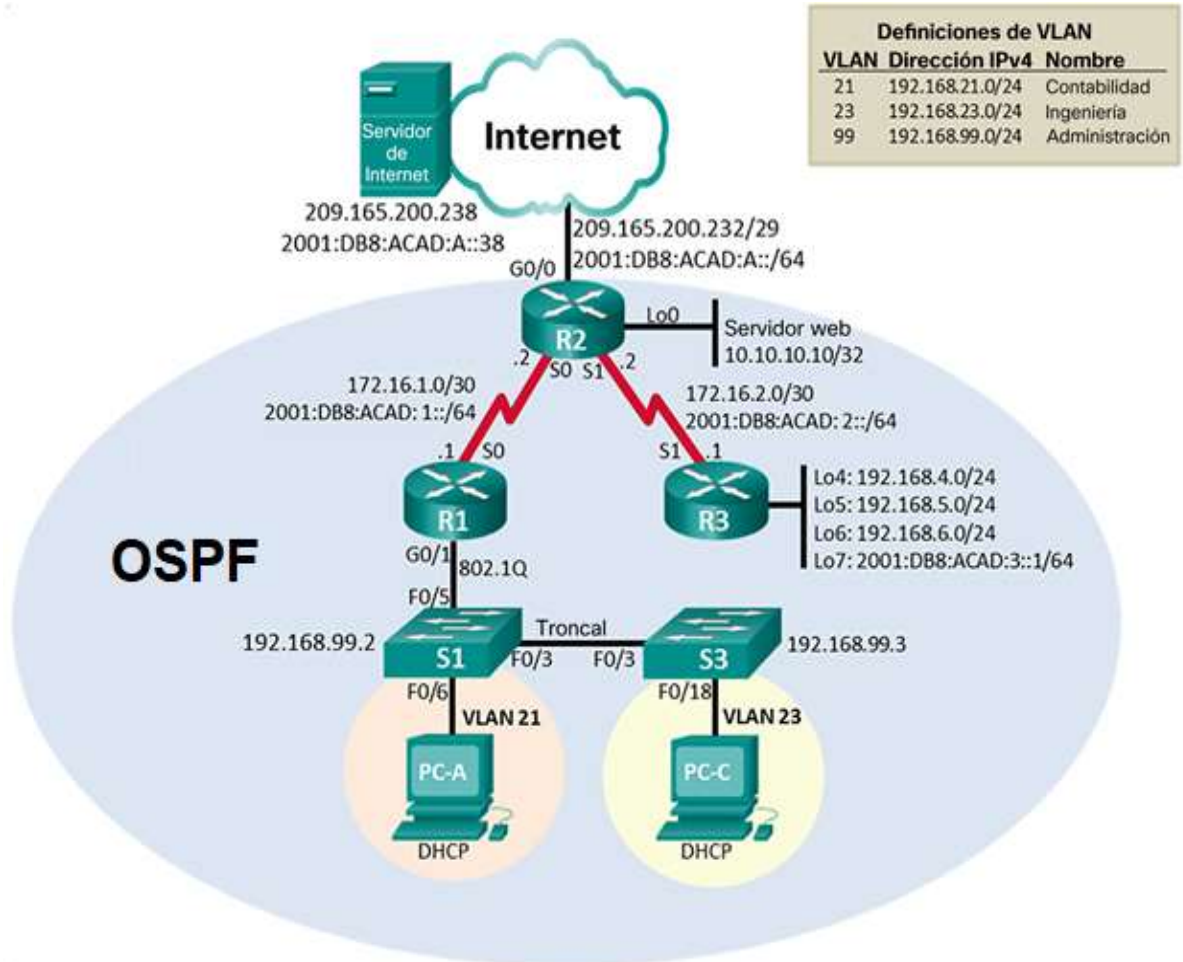 Definiciones de VLAN
VLAN Dirección IPv4 Nombre
21 192.168.21.0/24 Contabilidad
23 192.168.23.0/24 Ingeniería
99 192.168.99.0/24 Administración
Servidor
de
Internet
Internet
209.165.200.238
2001:DB8:ACAD:A::38
209.165.200.232/29
2001:DB8:ACAD:A::/64
G0/0
R2
Lo0
Servidor web
10.10.10.10/32
.2
S0
S1
.2
172.16.1.0/30
2001:DB8:ACAD: 1::/64
172.16.2.0/30
2001:DB8:ACAD: 2::/64
.1
S0
S1
.1
R1
R3
Lo4: 192.168.4.0/24
Lo5: 192.168.5.0/24
Lo6: 192.168.6.0/24
Lo7: 2001:DB8:ACAD:3::1/64
OSPF
G0/1
802.1Q
F0/5
192.168.99.2
S1
Troncal
F0/3
F0/3
S3
192.168.99.3
F0/6
F0/18
VLAN 21
VLAN 23
PC-A
PC-C
DHCP
DHCP